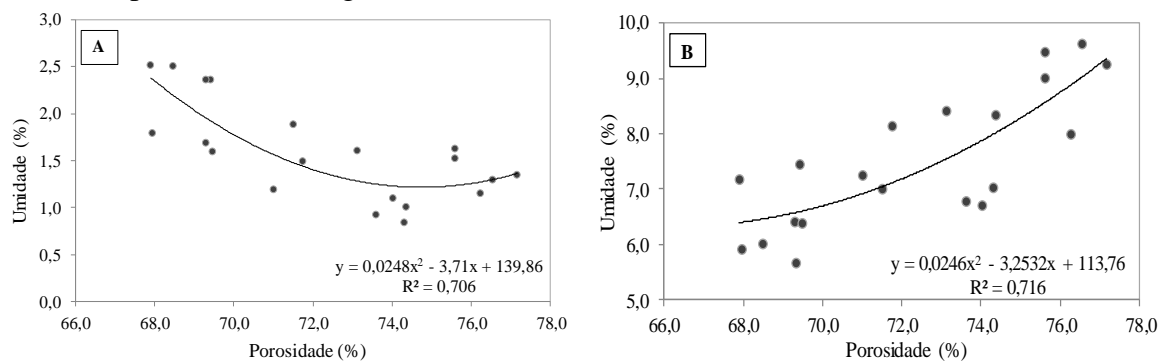 A
3,0
2,5
2,0
1,5
1,0
0,5
0,0
Umidade (%)
66,0 68,0 70,0 72,0 74,0 76,0 78,0
Porosidade (%)
y = 0,0248x² - 3,71x + 139,86
R² = 0,706
B
10,0
9,0
8,0
7,0
6,0
5,0
Umidade (%)
66,0 68,0 70,0 72,0 74,0 76,0 78,0
Porosidade (%)
y = 0,0246x² - 3,2532x + 113,76
R² = 0,716